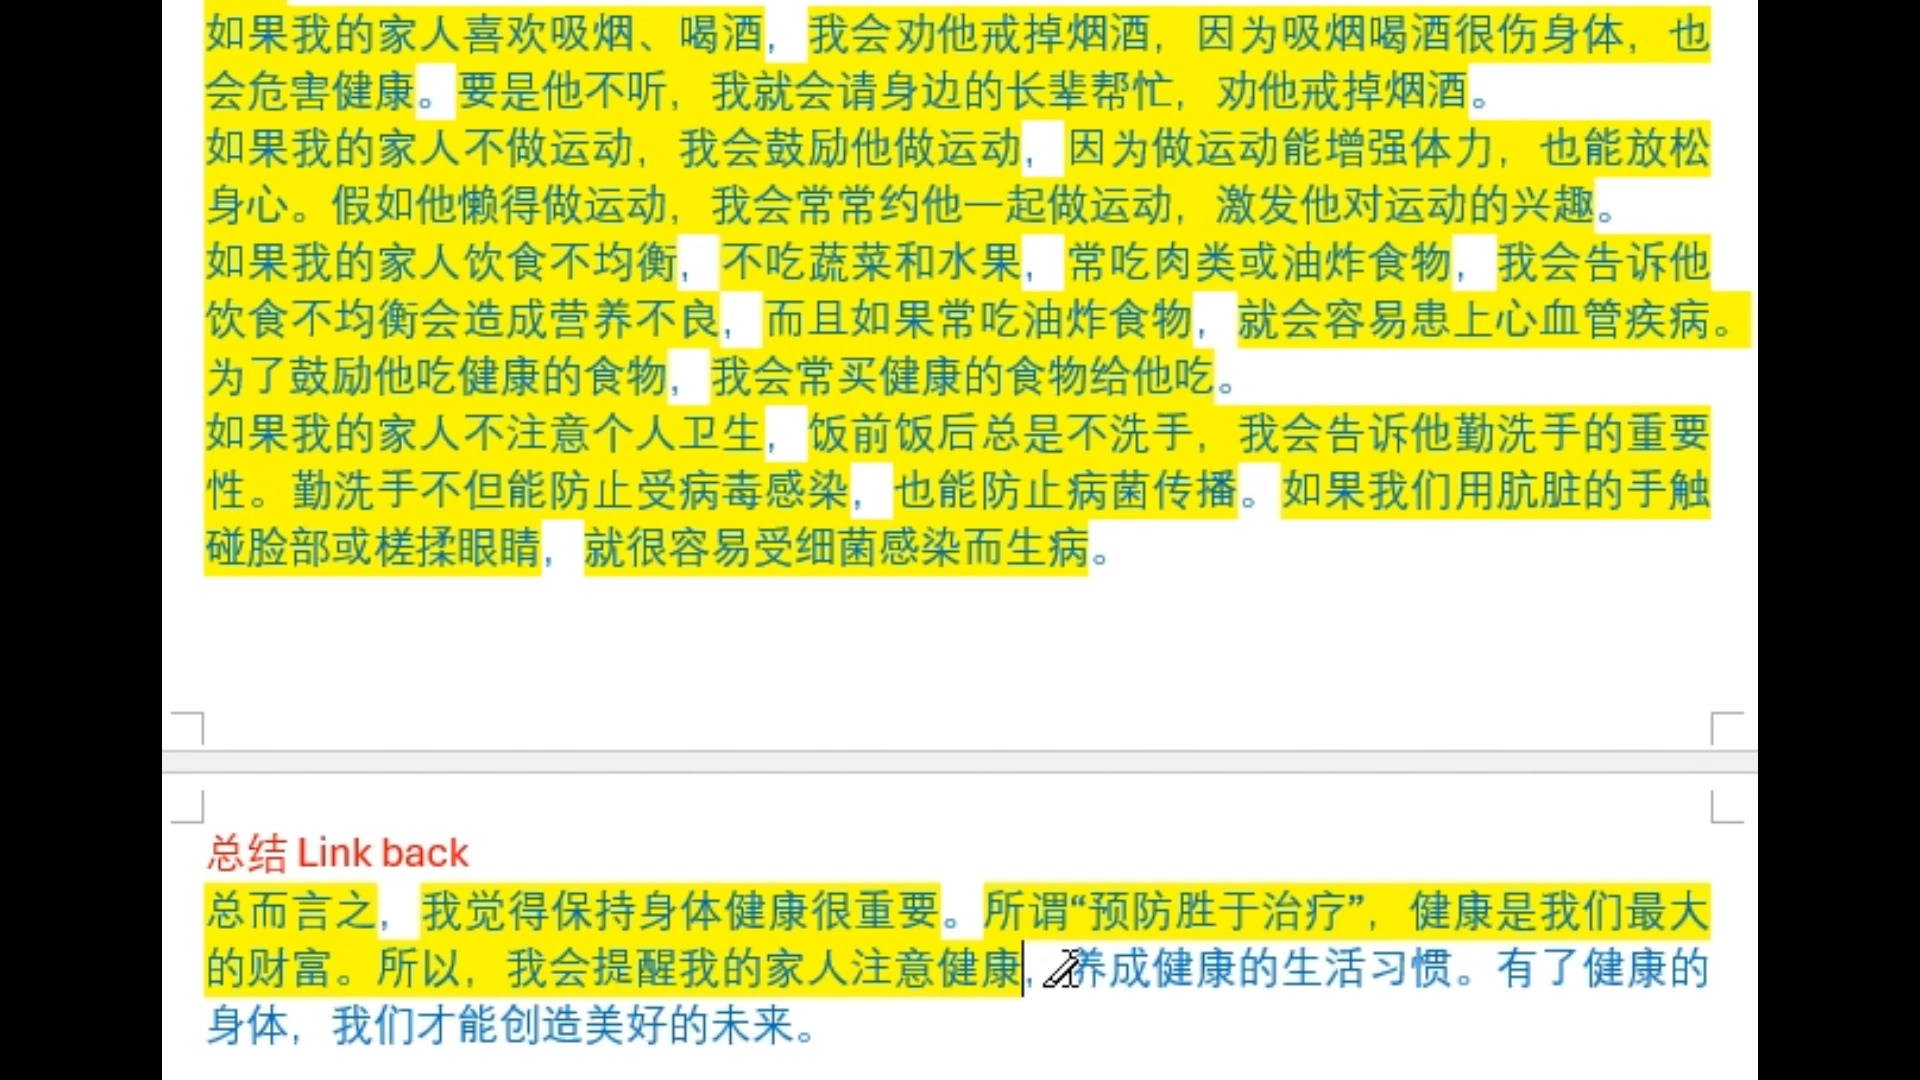 如果我的家人喜欢吸烟、喝酒，我会劝他戒掉烟酒，因为吸烟喝酒很伤身体，也
会危害健康。要是他不听，我就会请身边的长辈帮忙，劝他戒掉烟酒。
如果我的家人不做运动，我会鼓励他做运动，因为做运动能增强体力，也能放松
身心。假如他懒得做运动，我会常常约他一起做运动，激发他对运动的兴趣。
如果我的家人饮食不均衡，不吃蔬菜和水果，常吃肉类或油炸食物，我会告诉他
饮食不均衡会造成营养不良，而且如果常吃油炸食物，就会容易患上心血管疾病。
为了鼓励他吃健康的食物，我会常买健康的食物给他吃。
如果我的家人不注意个人卫生，饭前饭后总是不洗手，我会告诉他勤洗手的重要
性。勤洗手不但能防止受病毒感染，也能防止病菌传播。如果我们用肮脏的手触
碰脸部或槎揉眼睛，就很容易受细菌感染而生病。
总结 Link back
总而言之，我觉得保持身体健康很重要。所谓“预防胜于治疗”，健康是我们最大
的财富。所以，我会提醒我的家人注意健康，养成健康的生活习惯。有了健康的
身体，我们才能创造美好的未来。